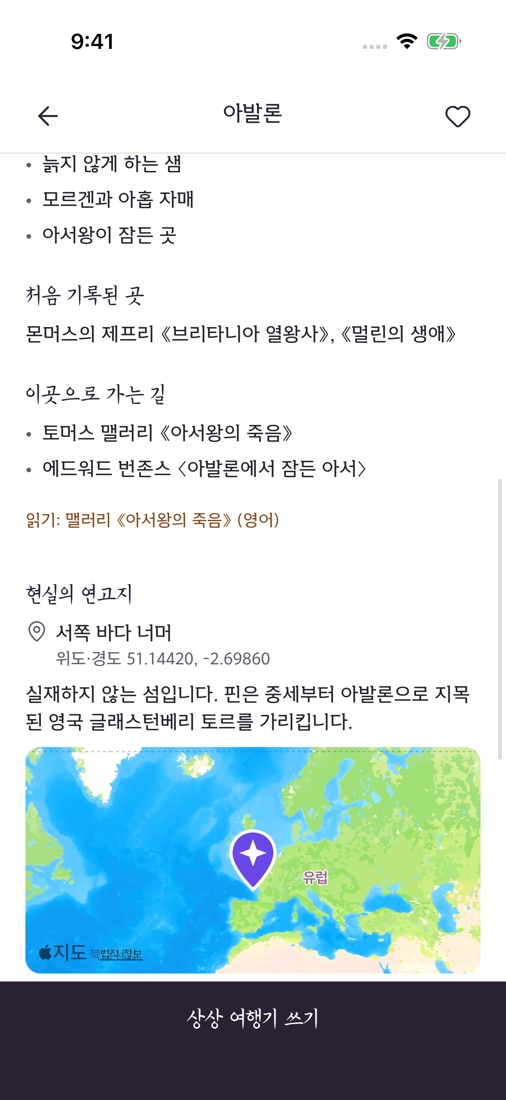 9:41
아발론
늙지 않게 하는 샘
모르겐과 아홉 자매
아서왕이 잠든 곳
처음 기록된 곳
몬머스의 제프리 《브리타니아 열왕사》, 《멀린의 생애》
이곳으로 가는 길
토머스 맬러리 《아서왕의 죽음》
에드워드 번존스 〈아발론에서 잠든 아서〉
읽기: 맬러리 《아서왕의 죽음》 (영어)
현실의 연고지
서쪽 바다 너머
위도·경도 51.14420, -2.69860
실재하지 않는 섬입니다. 핀은 중세부터 아발론으로 지목
된 영국 글래스턴베리 토르를 가리킵니다.
유럽
지도
상상 여행기 쓰기